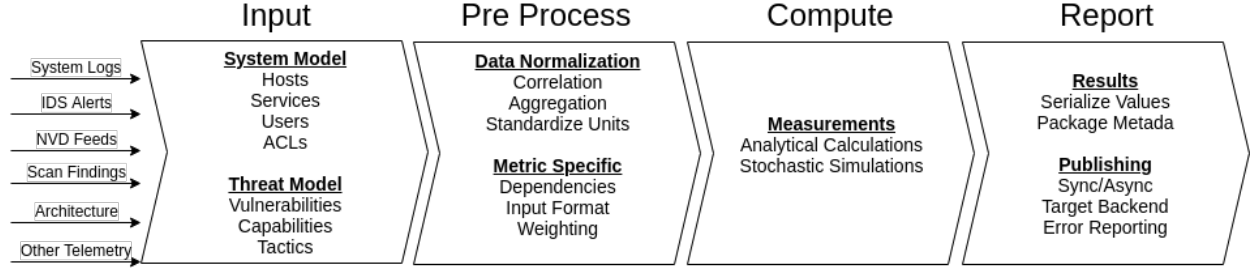 Input
Pre Process
Compute
Report
System Logs
IDS Alerts
NVD Feeds
Scan Findings
Architecture
Other Telemetry
System Model
Hosts
Services
Users
ACLs
Threat Model
Vulnerabilities
Capabilities
Tactics
Data Normalization
Correlation
Aggregation
Standardize Units
Metric Specific
Dependencies
Input Format
Weighting
Measurements
Analytical Calculations
Stochastic Simulations
Results
Serialize Values
Package Metada
Publishing
Sync/Async
Target Backend
Error Reporting